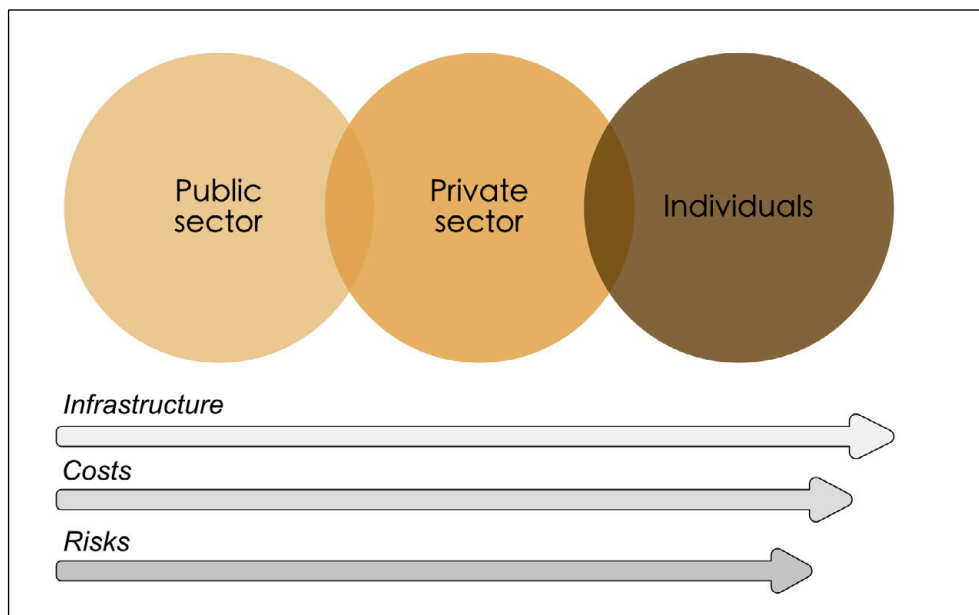 Public
sector
Private
sector
Individuals
Infrastructure
Costs
Risks